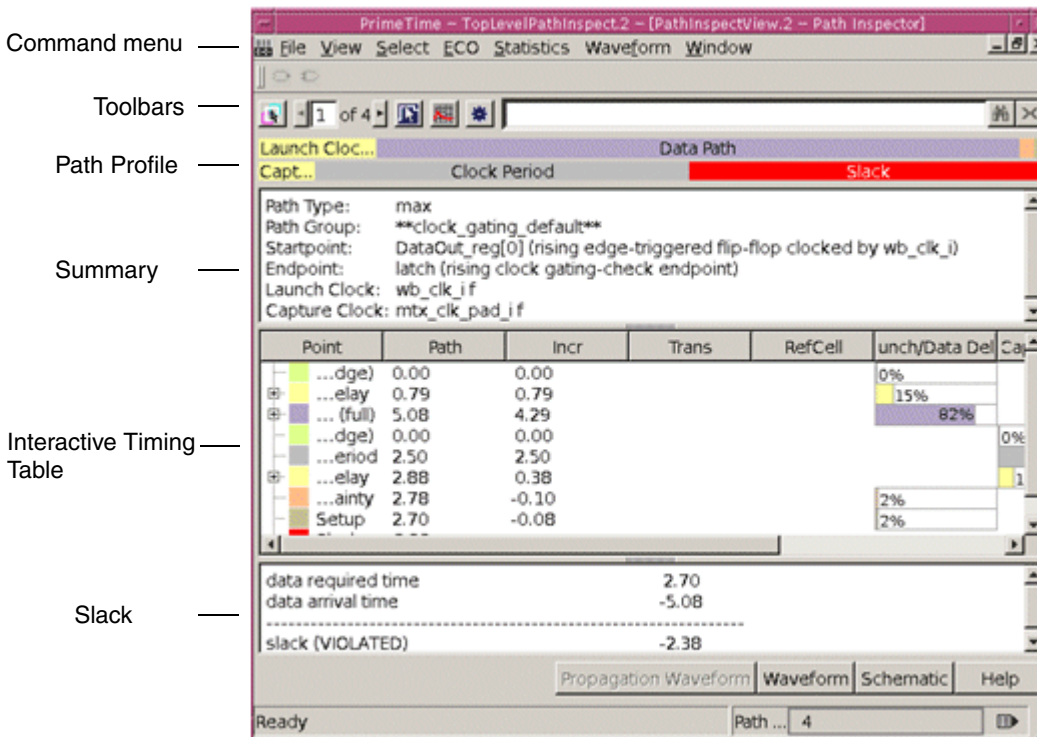 PrimeTime – TopLevelPathInspect.2 – [PathInspectView.2 – Path Inspector]
Command menu
File View Select ECO Statistics Waveform Window
Toolbars
1 of 4
Launch Cloc... Data Path
Path Profile
Capt... Clock Period Slack
Path Type: max
Path Group: **clock_gating_default**
Startpoint: DataOut_reg[0] (rising edge-triggered flip-flop clocked by wb_clk_i)
Summary
Endpoint: latch (rising clock gating-check endpoint)
Launch Clock: wb_clk_i f
Capture Clock: mtx_clk_pad_i f
Point Path Incr Trans RefCell unch/Data Del Ca
...dge) 0.00 0.00 0%
...elay 0.79 0.79 15%
... (full) 5.08 4.29 82%
...dge) 0.00 0.00 0%
Interactive Timing
Table
...eriod 2.50 2.50
...elay 2.88 0.38 1
...ainty 2.78 -0.10 2%
Setup 2.70 -0.08 2%
data required time 2.70
data arrival time -5.08
Slack
--------------------------------------------------------------------
slack (VIOLATED) -2.38
Propagation Waveform Waveform Schematic Help
Ready Path ... 4